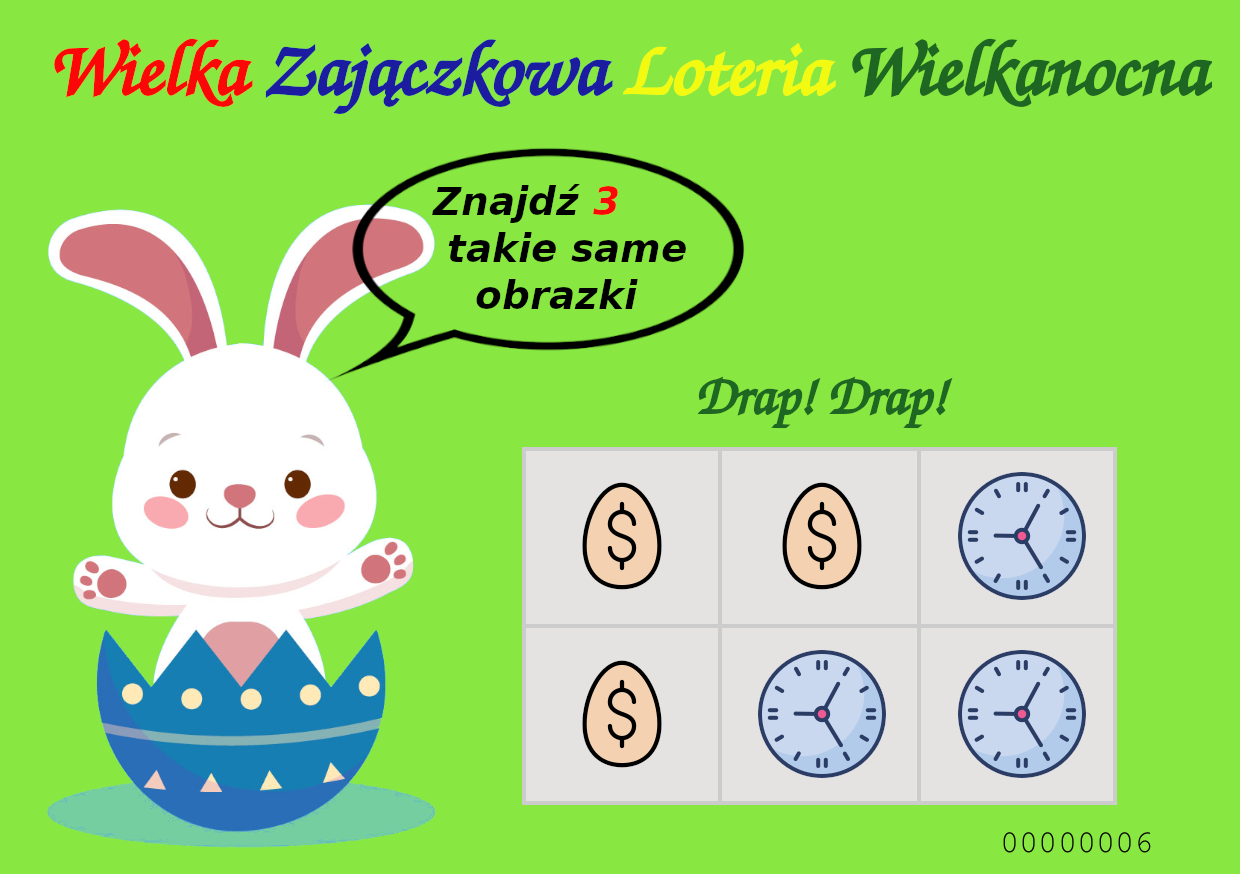 Wielka Zajączkowa Loteria Wielkanocna
Znajdź 3
takie same
obrazki
Drap! Drap!
$ $
$
00000006